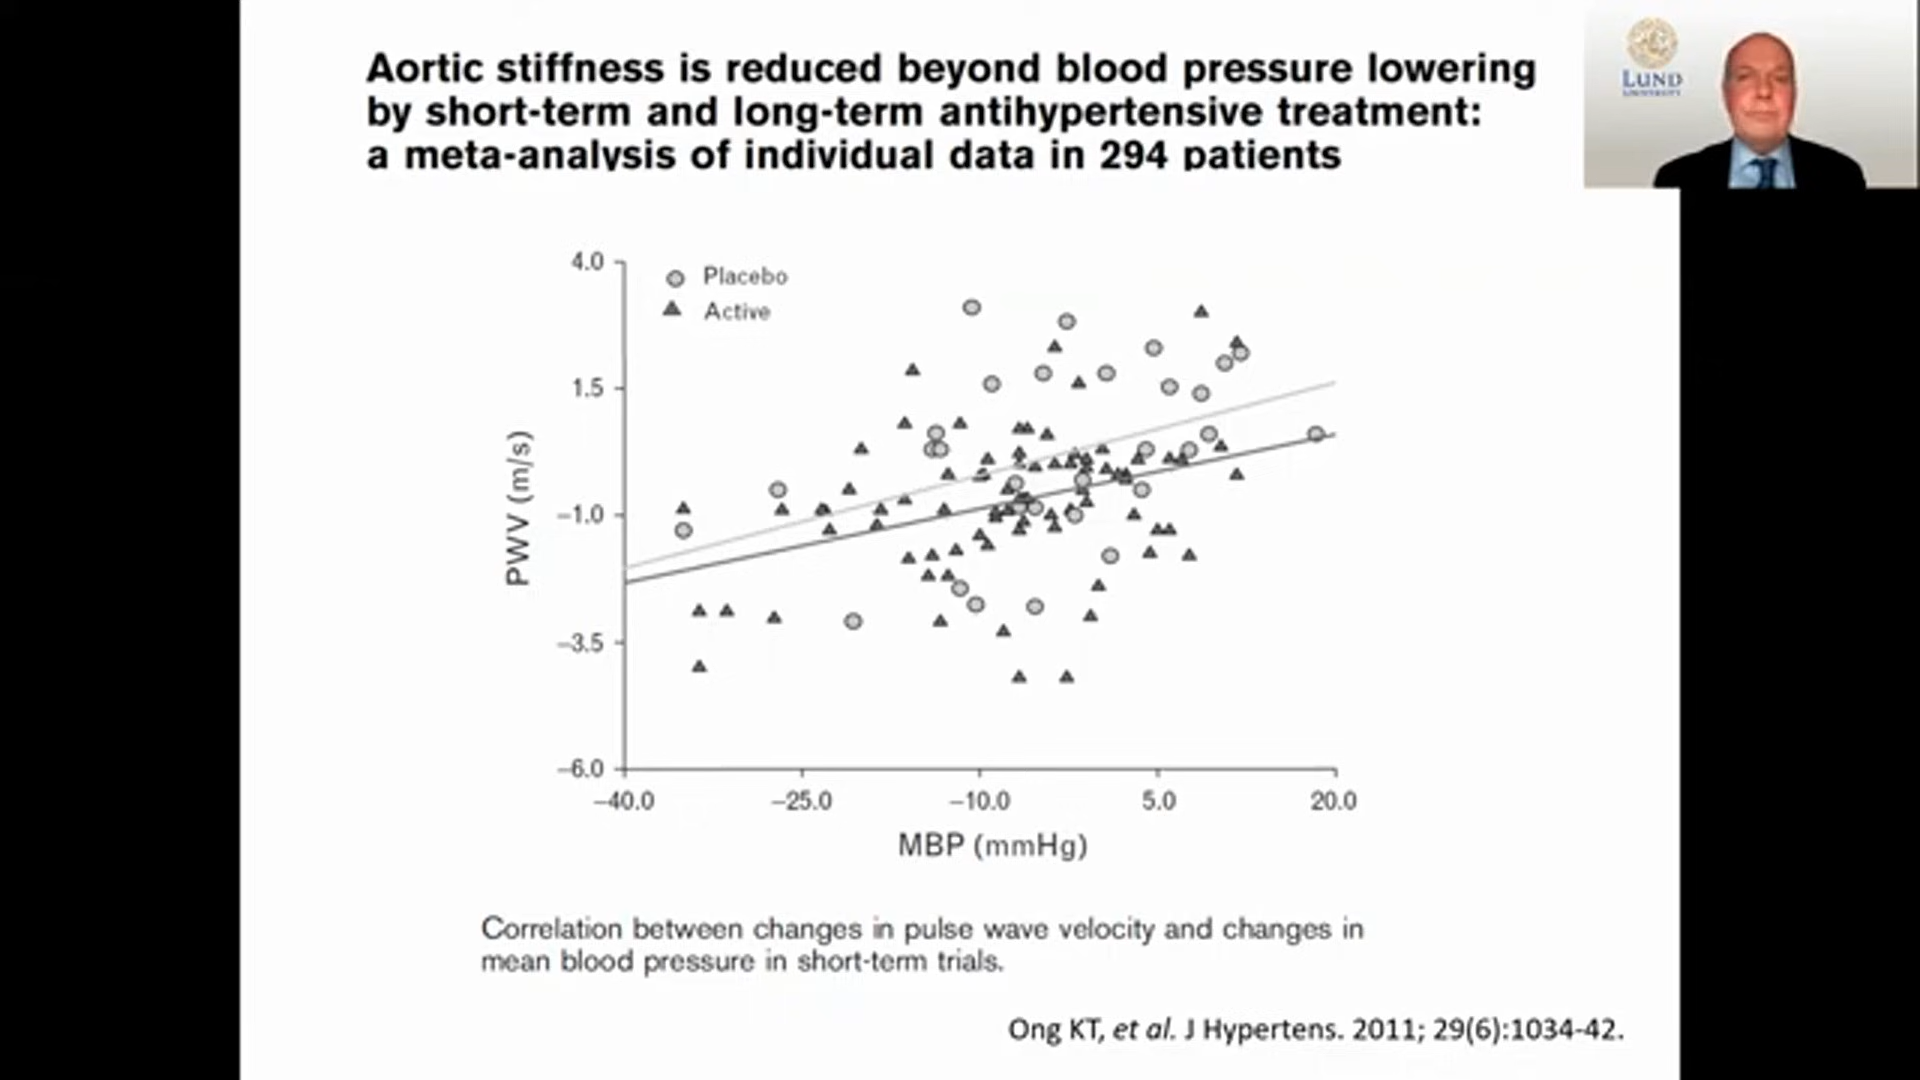 Aortic stiffness is reduced beyond blood pressure lowering
by short-term and long-term antihypertensive treatment:
a meta-analysis of individual data in 294 patients
LUND
UNIVERSITY
4.0
Placebo
Active
1.5
PWV (m/s)
−1.0
−3.5
−6.0
−40.0
−25.0
−10.0
5.0
20.0
MBP (mmHg)
Correlation between changes in pulse wave velocity and changes in
mean blood pressure in short-term trials.
Ong KT, et al. J Hypertens. 2011; 29(6):1034-42.